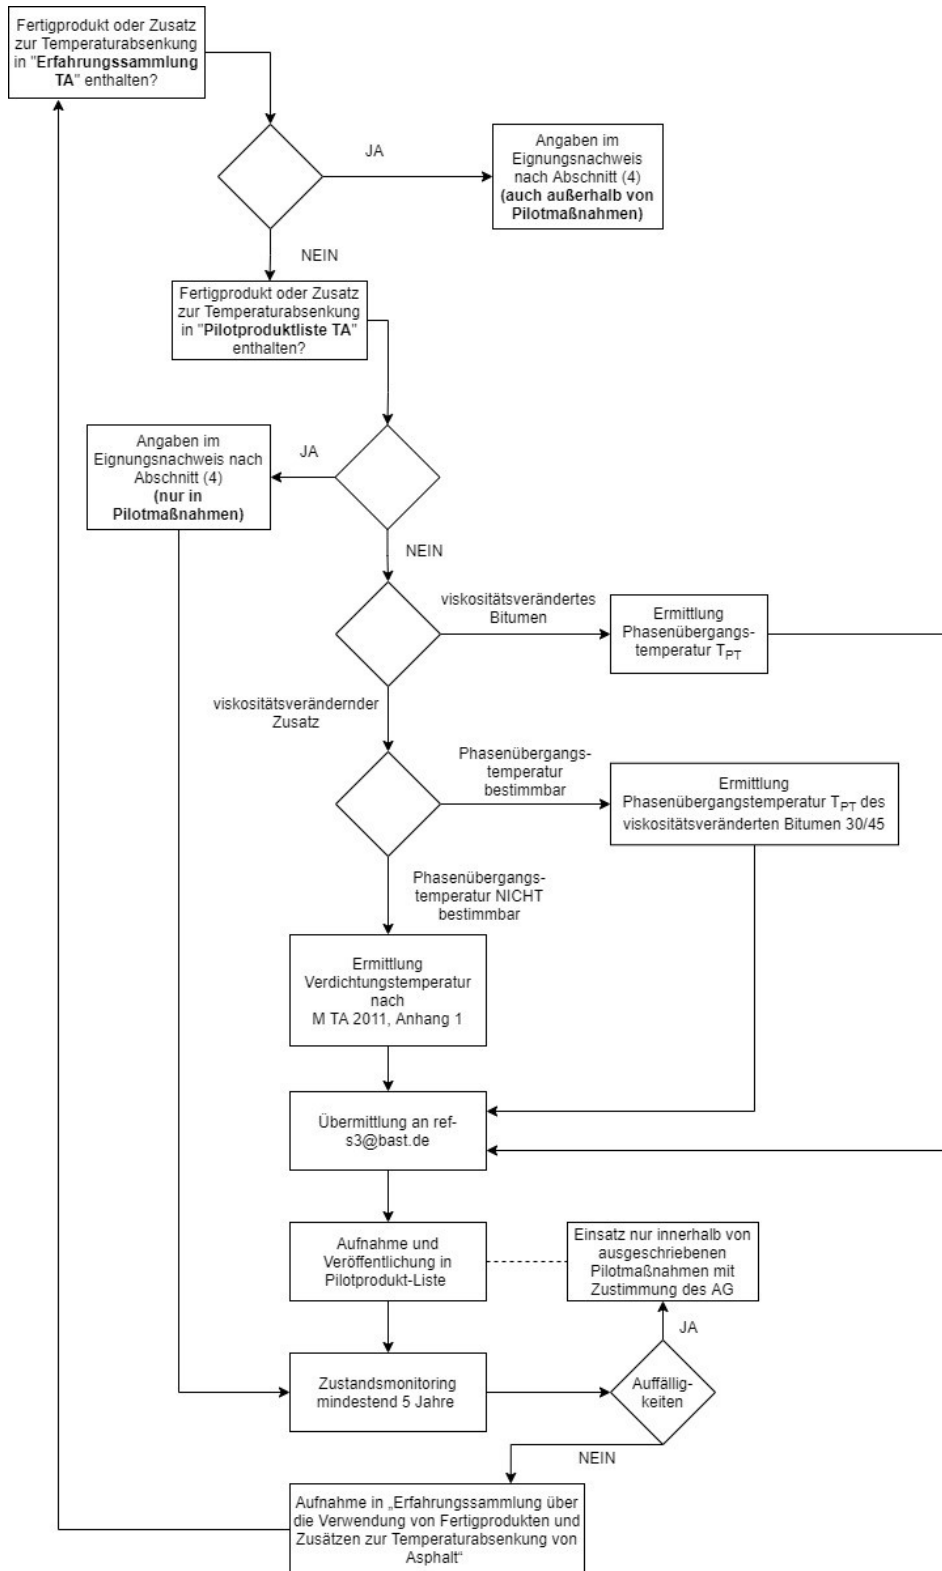 Fertigprodukt oder Zusatz
zur Temperaturabsenkung
in "Erfahrungssammlung
TA" enthalten?
JA
Angaben im
Eignungsnachweis
nach Abschnitt (4)
(auch außerhalb von
Pilotmaßnahmen)
NEIN
Fertigprodukt oder Zusatz
zur Temperaturabsenkung
in "Pilotproduktliste TA"
enthalten?
Angaben im
Eignungsnachweis nach
Abschnitt (4)
(nur in
Pilotmaßnahmen)
JA
NEIN
viskositätsverändertes
Bitumen
Ermittlung
Phasenübergangs-
temperatur TPT
viskositätsverändernder
Zusatz
Phasenübergangs-
temperatur
bestimmbar
Ermittlung
Phasenübergangstemperatur TPT des
viskositätsveränderten Bitumen 30/45
Phasenübergangs-
temperatur NICHT
bestimmbar
Ermittlung
Verdichtungstemperatur
nach
M TA 2011, Anhang 1
Übermittlung an ref-
s3@bast.de
Aufnahme und
Veröffentlichung in
Pilotprodukt-Liste
Einsatz nur innerhalb von
ausgeschriebenen
Pilotmaßnahmen mit
Zustimmung des AG
JA
Zustandsmonitoring
mindestend 5 Jahre
Auffällig-
keiten
NEIN
Aufnahme in „Erfahrungssammlung über
die Verwendung von Fertigprodukten und
Zusätzen zur Temperaturabsenkung von
Asphalt“